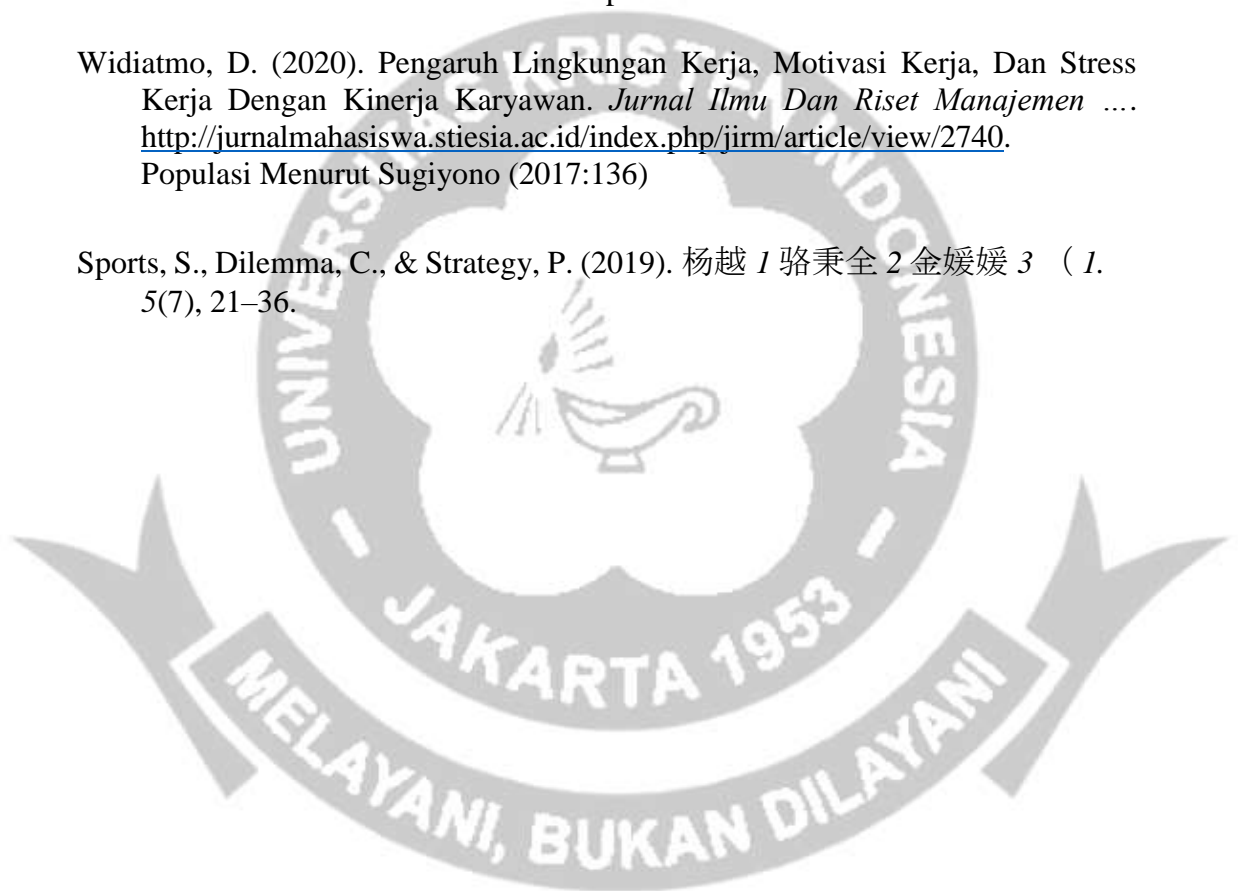 Widiatmo, D. (2020). Pengaruh Lingkungan Kerja, Motivasi Kerja, Dan Stress
Kerja Dengan Kinerja Karyawan. Jurnal Ilmu Dan Riset Manajemen ….
http://jurnalmahasiswa.stiesia.ac.id/index.php/jirm/article/view/2740.
Populasi Menurut Sugiyono (2017:136)
Sports, S., Dilemma, C., & Strategy, P. (2019). 杨越 1 骆秉全 2 金媛媛 3 （ 1.
5(7), 21–36.
UNIVERSITAS KRISTEN INDONESIA
- JAKARTA 1953 -
MELAYANI, BUKAN DILAYANI